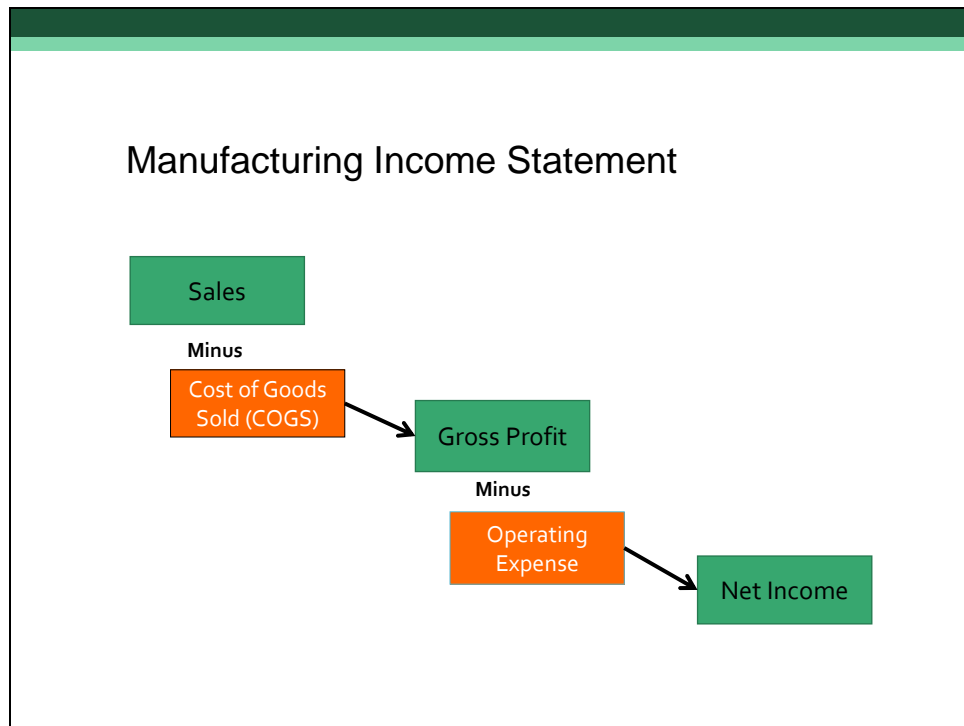 Manufacturing Income Statement
Sales
Minus
Cost of Goods
Sold (COGS)
Gross Profit
Minus
Operating
Expense
Net Income